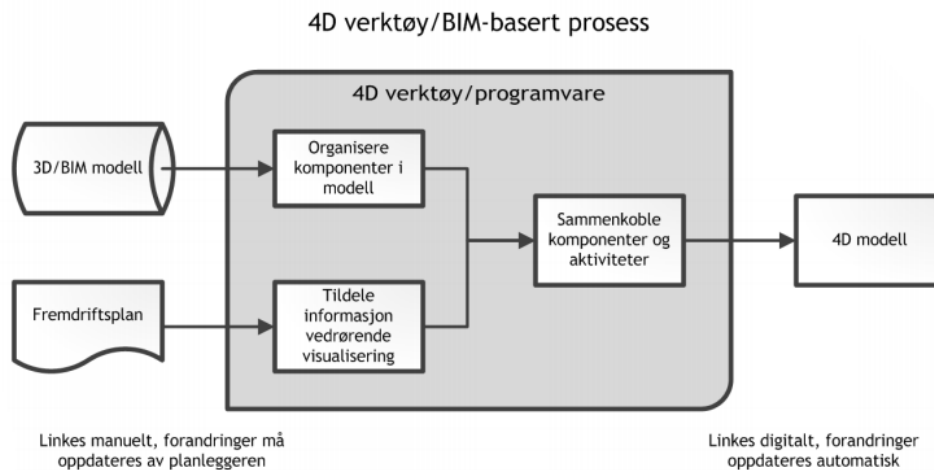 4D verktøy/BIM-basert prosess
4D verktøy/programvare
3D/BIM modell
Organisere
komponenter i
modell
Sammenkoble
komponenter og
aktiviteter
4D modell
Fremdriftsplan
Tildele
informasjon
vedrørende
visualisering
Linkes manuelt, forandringer må
oppdateres av planleggeren
Linkes digitalt, forandringer
oppdateres automatisk